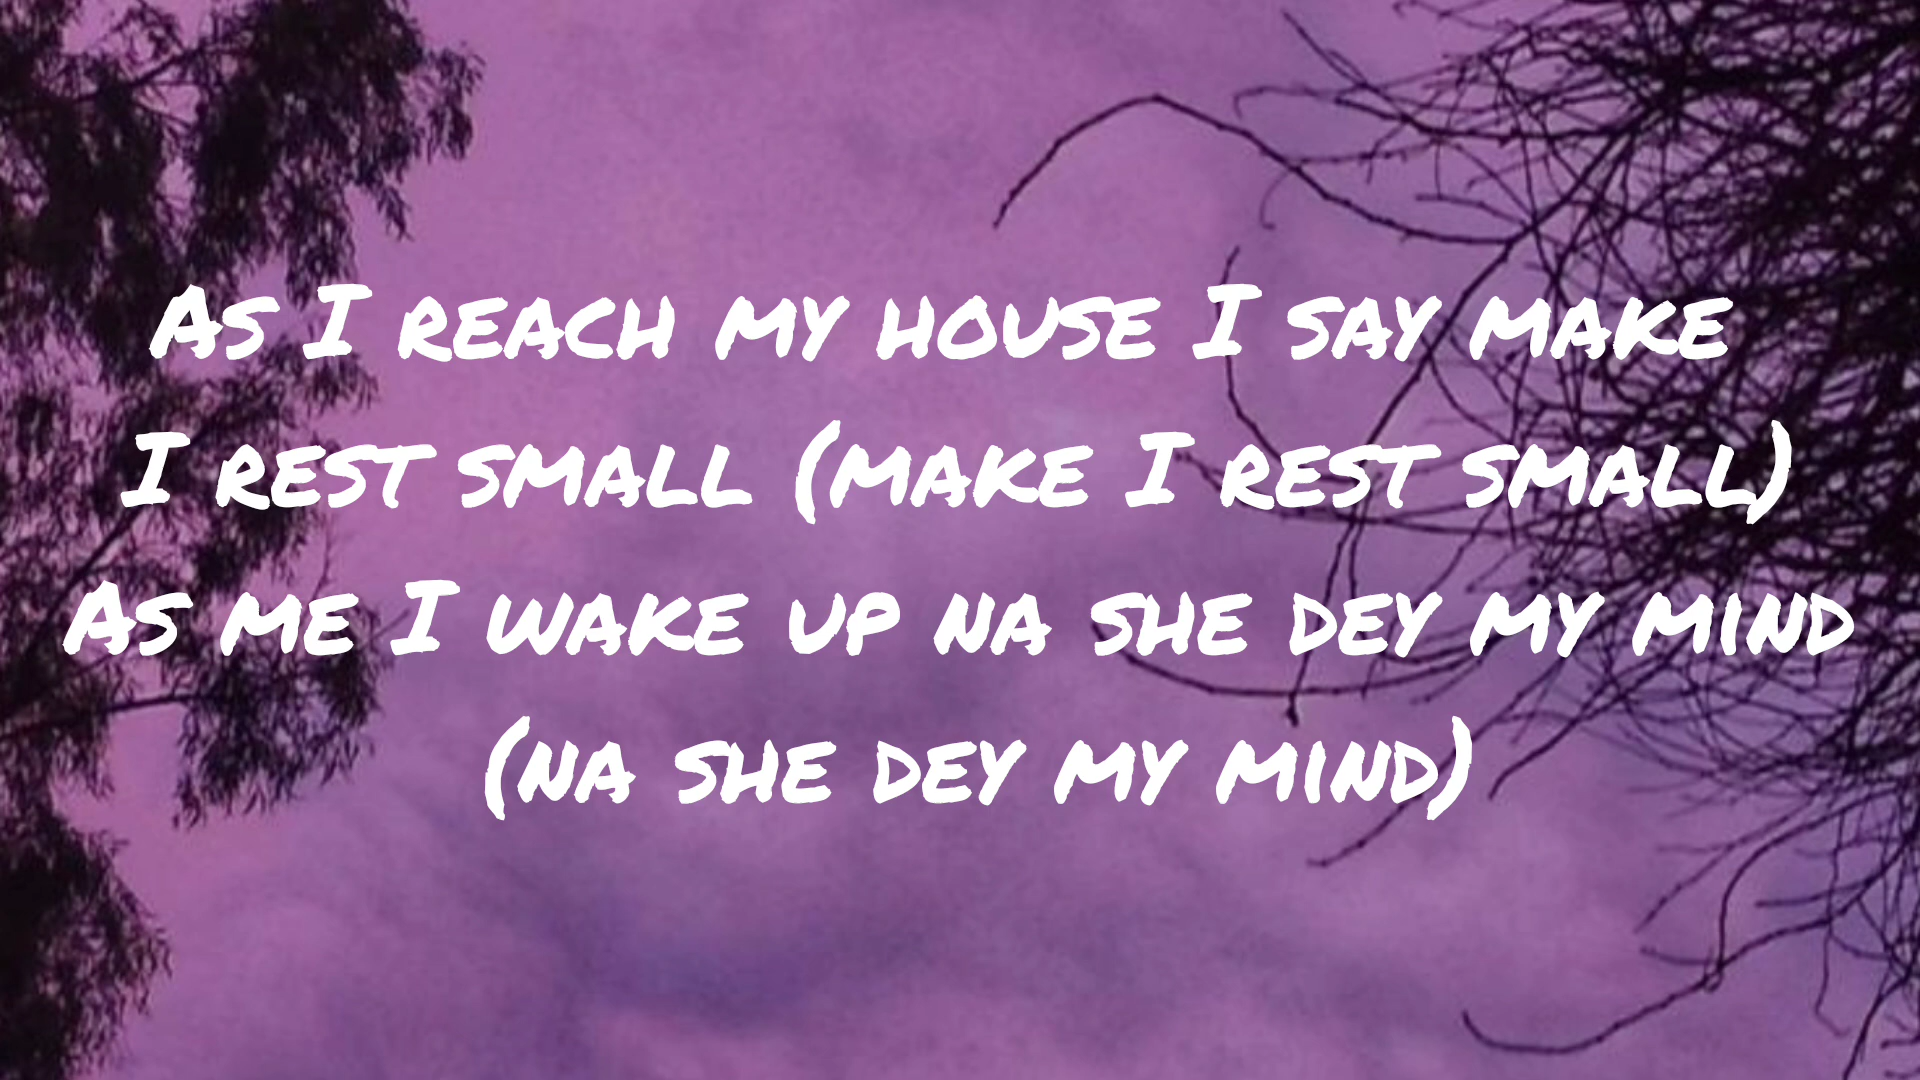 As I reach my house I say make
I rest small (make I rest small)
As me I wake up na she dey my mind
(na she dey my mind)